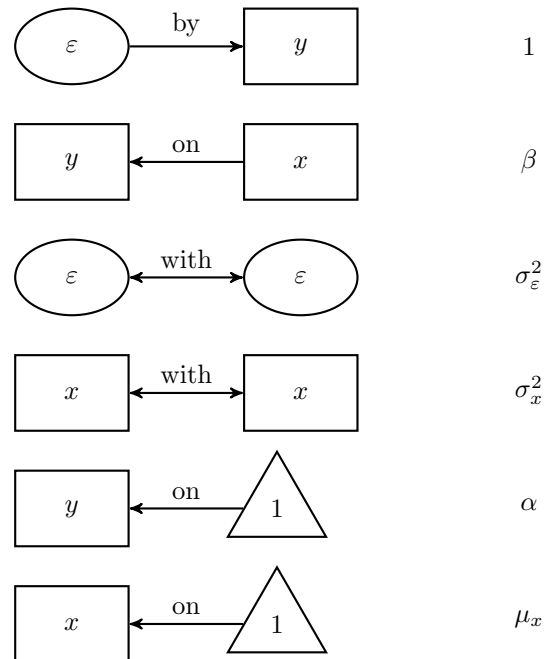 ε by y 1
y on x β
ε with ε σ²_ε
x with x σ²_x
y on 1 α
x on 1 μ_x